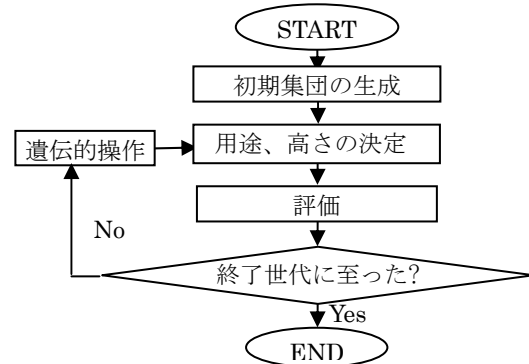 START
初期集団の生成
遺伝的操作
用途、高さの決定
評価
No
終了世代に至った?
Yes
END